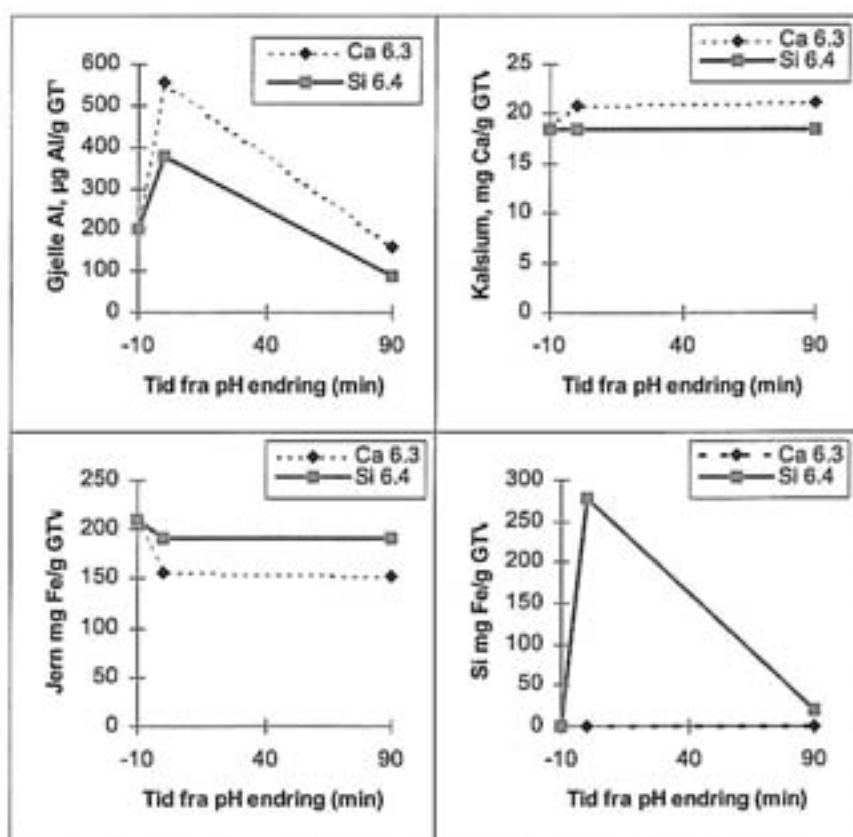 Ca 6.3
Si 6.4
600
500
400
300
200
100
0
-10 40 90
Gjelle Al, µg Al/g GT
Tid fra pH endring (min)
Ca 6.3
Si 6.4
25
20
15
10
5
0
-10 40 90
Kalsium, mg Ca/g GTV
Tid fra pH endring (min)
Ca 6.3
Si 6.4
250
200
150
100
50
0
-10 40 90
Jern mg Fe/g GTV
Tid fra pH endring (min)
Ca 6.3
Si 6.4
300
250
200
150
100
50
0
-10 40 90
Si mg Fe/g GTV
Tid fra pH endring (min)